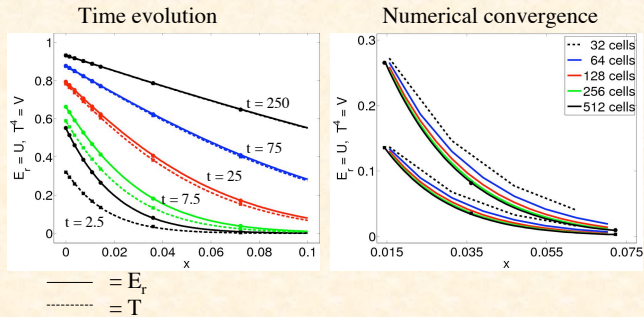 Time evolution
Numerical convergence
E_r = U, T^4 = V
1
0.8
0.6
0.4
0.2
0
0
0.02
0.04
0.06
0.08
0.1
x
t = 250
t = 75
t = 25
t = 7.5
t = 2.5
E_r = U, T^4 = V
0.3
0.2
0.1
0
0.015
0.035
0.055
0.075
x
32 cells
64 cells
128 cells
256 cells
512 cells
= E_r
= T